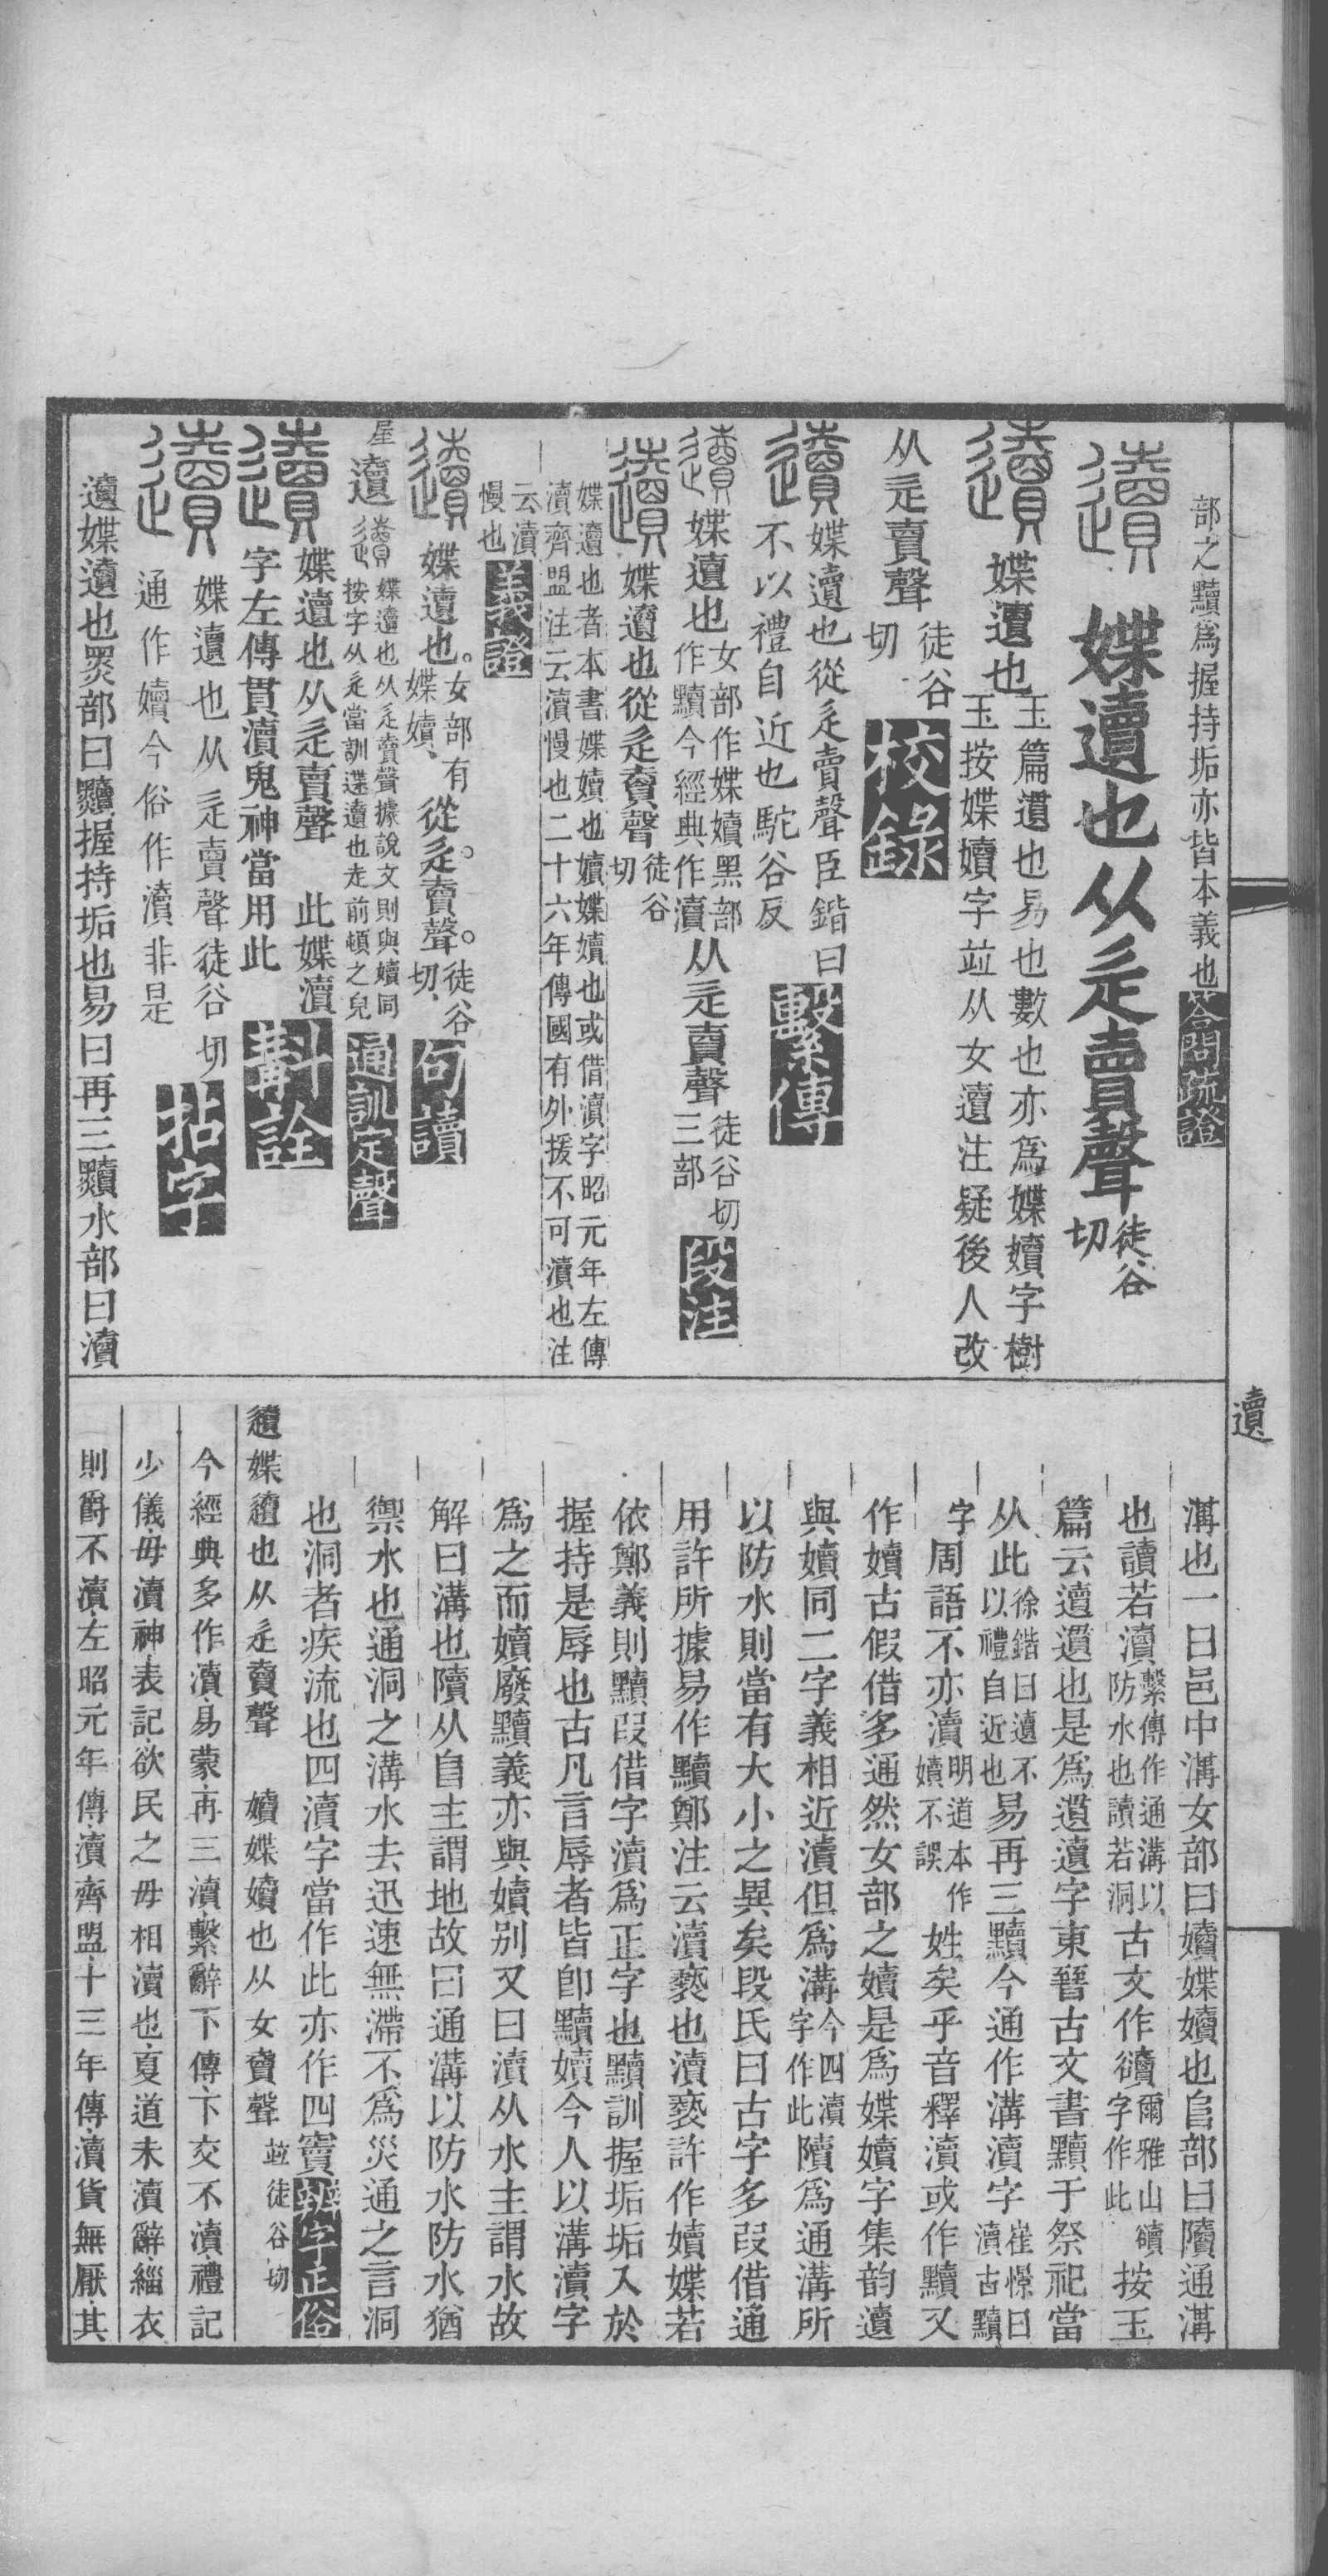 部之黷爲握持垢亦皆本義也答問疏證
媟遺也从辵𧶠聲徒谷切
媟遺也玉篇遺也易也數也亦爲媟嬻字樹玉按媟嬻字竝从女遺注疑後人改
从辵𧶠聲徒谷切校錄
媟遺也從辵賣聲臣鍇曰不以禮自近也駝谷反繫傳
媟遺也女部作媟嬻黑部作黷今經典作瀆从辵𧶠聲徒谷切三部段注
媟遺也從辵𧶠聲徒谷切
媟遺也者本書媟嬻也嬻媟嬻也或借瀆字昭元年左傳瀆齊盟注云瀆慢也二十六年傳國有外援不可瀆也注云瀆慢也義證
媟遺也。女部有媟嬻、從辵𧶠聲。徒谷切、句讀
屋
媟遺也从辵𧶠聲據說文則與嬻同按字从辵當訓遱遺也走前頓之皃通訓定聲
媟遺也从辵𧶠聲 此媟瀆字左傳貫瀆鬼神當用此斠詮
媟遺也从辵賣聲徒谷切通作嬻今俗作瀆非是拈字
媟遺也黑部曰黷握持垢也易曰再三黷水部曰瀆
溝也一曰邑中溝女部曰嬻媟嬻也𨸏部曰隫通溝
也讀若瀆繫傳作通溝以防水也讀若洞古文作𧮫爾雅山䜱字作此按玉
篇云遺遺也是爲遺字東晉古文書黷于祭祀當
从此徐鍇曰遺不以禮自近也易再三黷今通作溝瀆字崔憬曰瀆古黷
字周語不亦瀆明道本作嬻不誤姓矣乎音釋瀆或作黷又
作嬻古假借多通然女部之嬻是爲媟嬻字集韵遺
與嬻同二字義相近瀆但爲溝今四瀆字作此爲通溝所
以防水則當有大小之異矣段氏曰古字多叚借通
用許所據易作黷鄭注云瀆褻也瀆褻許作嬻媟若
依鄭義則黷叚借字瀆爲正字也黷訓握垢垢入於
握持是辱也古凡言辱者皆卽黷嬻今人以溝瀆字
爲之而嬻廢黷義亦與嬻别又曰瀆从水主謂水故
解曰溝也从𨸏主謂地故曰通溝以防水防水猶
禦水也通洞之溝水去迅速無滯不爲災通之言洞
也洞者疾流也四瀆字當作此亦作四竇辨字正俗
媟遺也从辵𧶠聲 嬻媟嬻也从女𧶠聲竝徒谷切
今經典多作瀆易蒙再三瀆繫辭下傳下交不瀆禮記
少儀毋瀆神表記欲民之毋相瀆也夏道未瀆辭緇衣
則爵不瀆左昭元年傳瀆齊盟十三年傳瀆貨無厭其